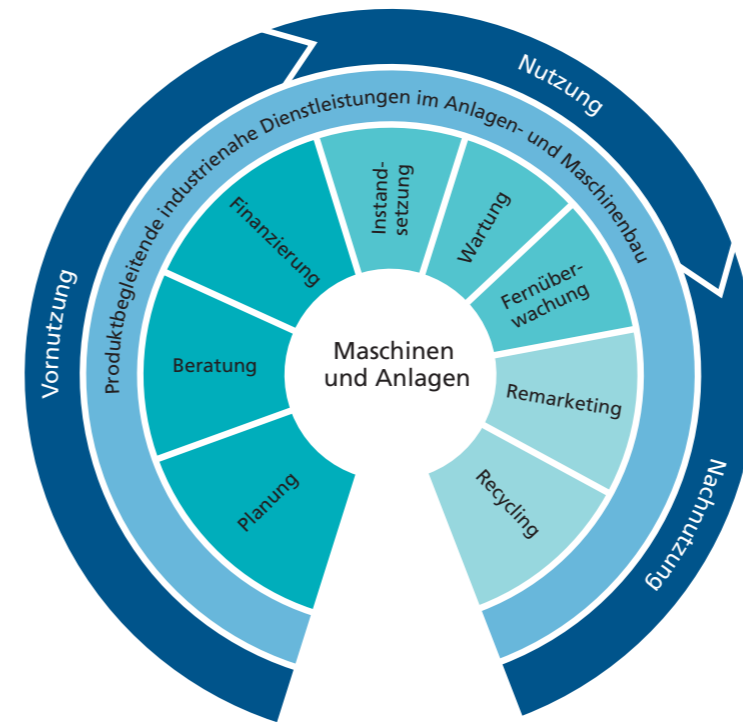 Vornutzung
Nutzung
Nachnutzung
Produktbegleitende industrienahe Dienstleistungen im Anlagen- und Maschinenbau
Planung
Beratung
Finanzierung
Instand-
setzung
Wartung
Fernüber-
wachung
Remarketing
Recycling
Maschinen
und Anlagen